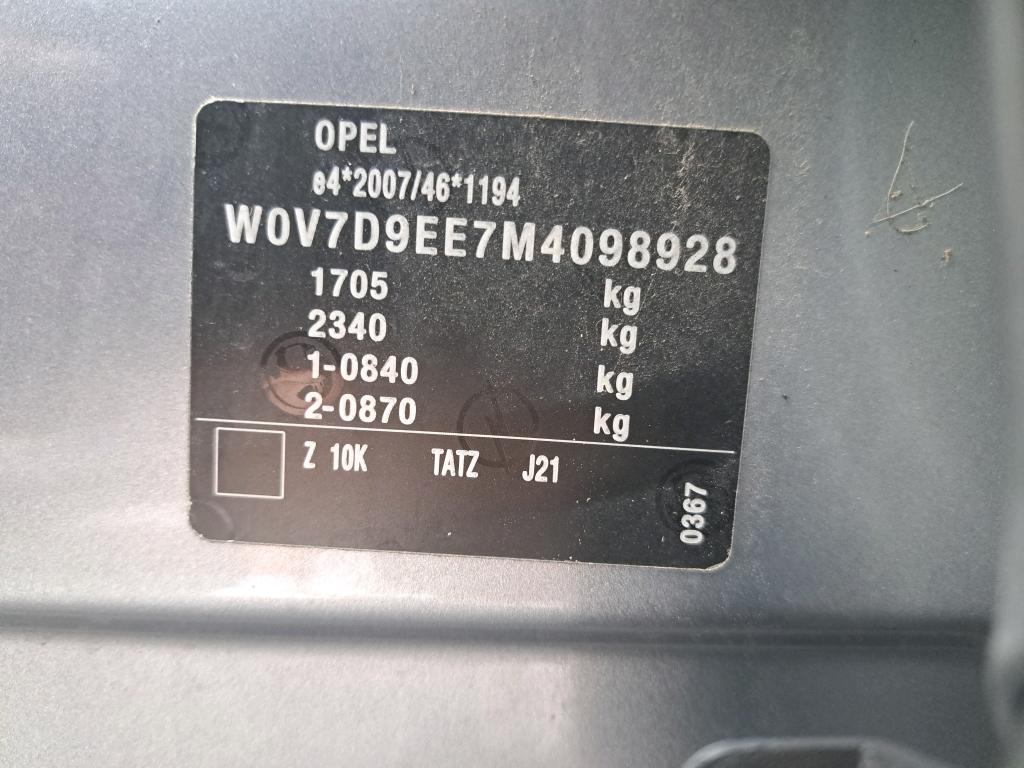 OPEL
e4*2007/46*1194
W0V7D9EE7M4098928
1705 kg
2340 kg
1-0840 kg
2-0870 kg
Z 10K TATZ J21
0367